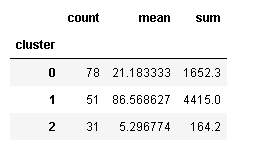 count mean sum
cluster
0 78 21.183333 1652.3
1 51 86.568627 4415.0
2 31 5.296774 164.2